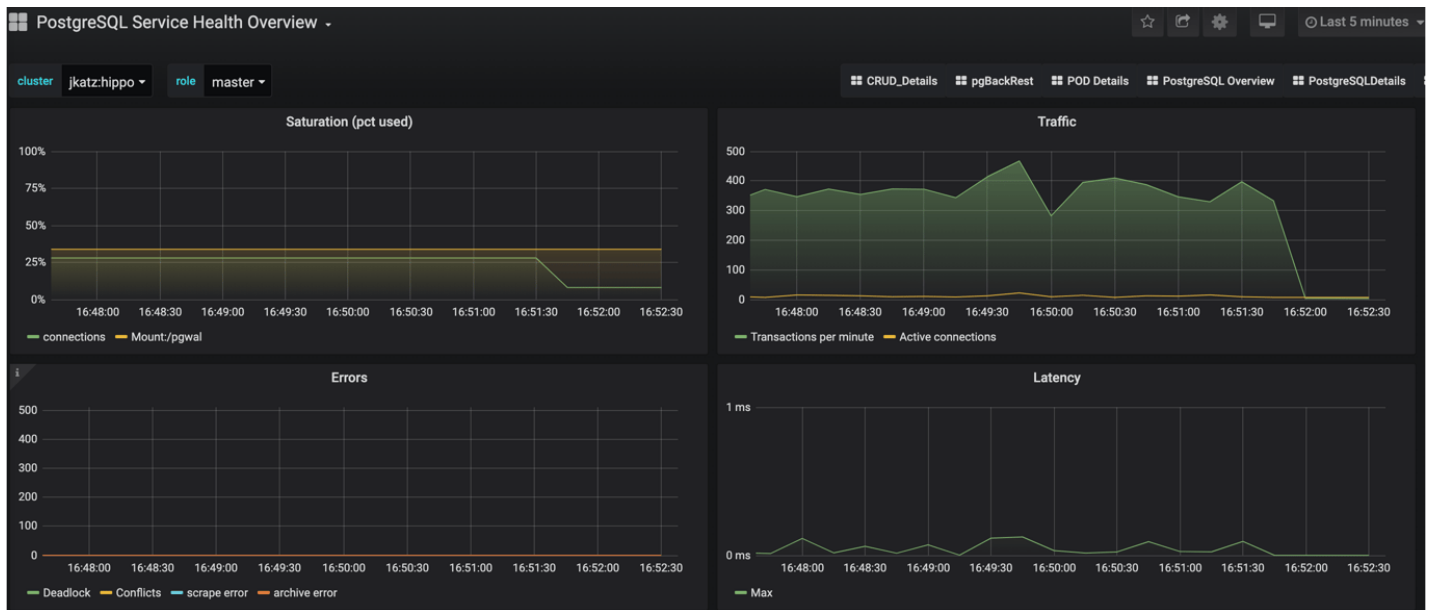 PostgreSQL Service Health Overview
Last 5 minutes
cluster jkatz:hippo role master
CRUD_Details pgBackRest POD Details PostgreSQL Overview PostgreSQLDetails
Saturation (pct used)
100%
75%
50%
25%
0%
16:48:00 16:48:30 16:49:00 16:49:30 16:50:00 16:50:30 16:51:00 16:51:30 16:52:00 16:52:30
connections Mount:/pgwal
Traffic
500
400
300
200
100
0
16:48:00 16:48:30 16:49:00 16:49:30 16:50:00 16:50:30 16:51:00 16:51:30 16:52:00 16:52:30
Transactions per minute Active connections
i
Errors
500
400
300
200
100
0
16:48:00 16:48:30 16:49:00 16:49:30 16:50:00 16:50:30 16:51:00 16:51:30 16:52:00 16:52:30
Deadlock Conflicts scrape error archive error
Latency
1 ms
0 ms
16:48:00 16:48:30 16:49:00 16:49:30 16:50:00 16:50:30 16:51:00 16:51:30 16:52:00 16:52:30
Max